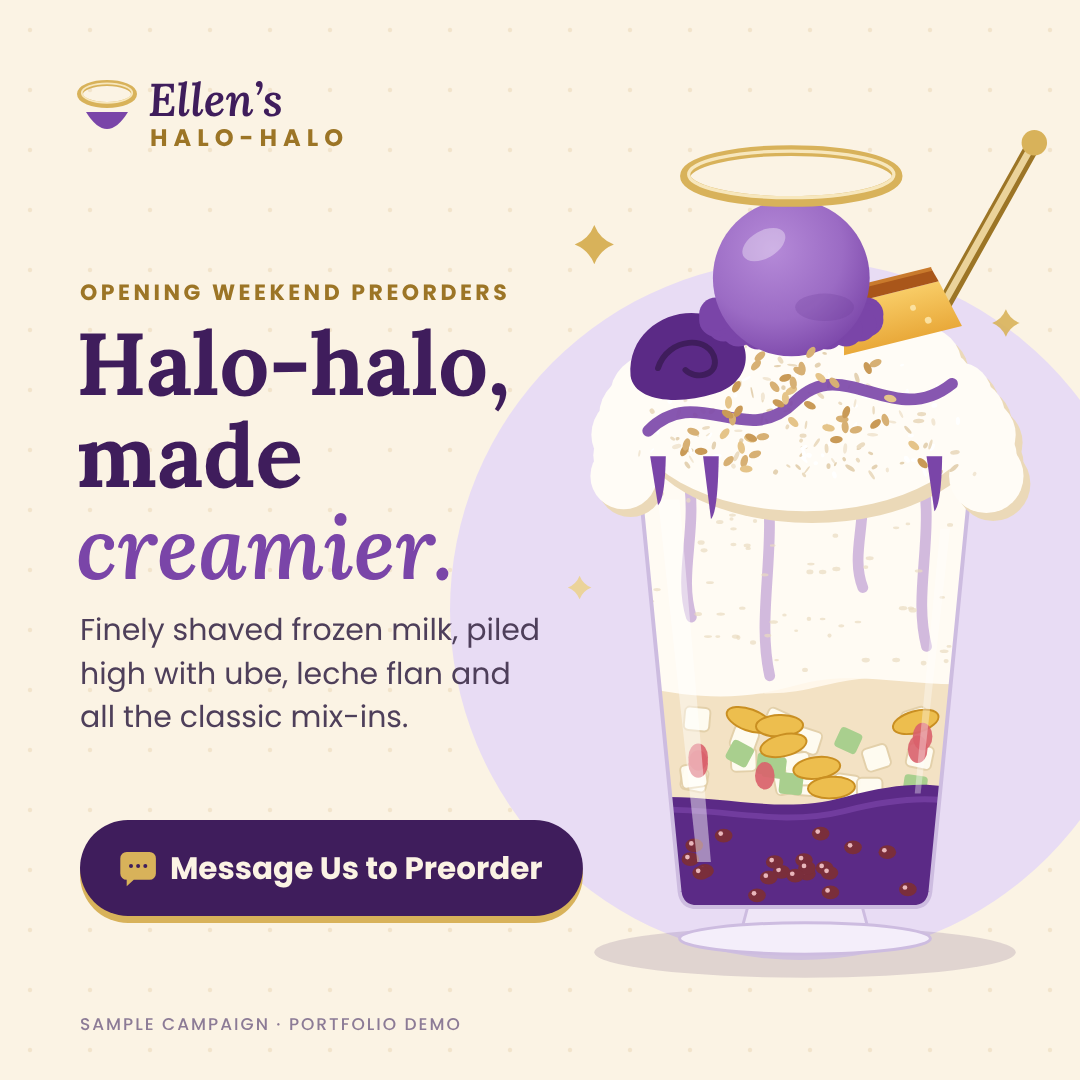 Ellen’s
HALO-HALO
OPENING WEEKEND PREORDERS
Halo-halo,
made
creamier.
Finely shaved frozen milk, piled
high with ube, leche flan and
all the classic mix-ins.
Message Us to Preorder
SAMPLE CAMPAIGN · PORTFOLIO DEMO